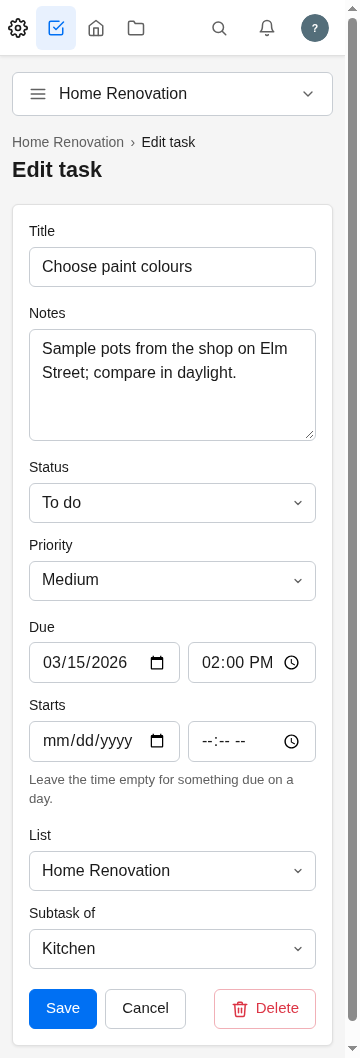 ?
Home Renovation
Home Renovation › Edit task
Edit task
Title
Choose paint colours
Notes
Sample pots from the shop on Elm
Street; compare in daylight.
Status
To do
Priority
Medium
Due
03/15/2026 02:00 PM
Starts
mm/dd/yyyy --:-- --
Leave the time empty for something due on a
day.
List
Home Renovation
Subtask of
Kitchen
Save Cancel Delete